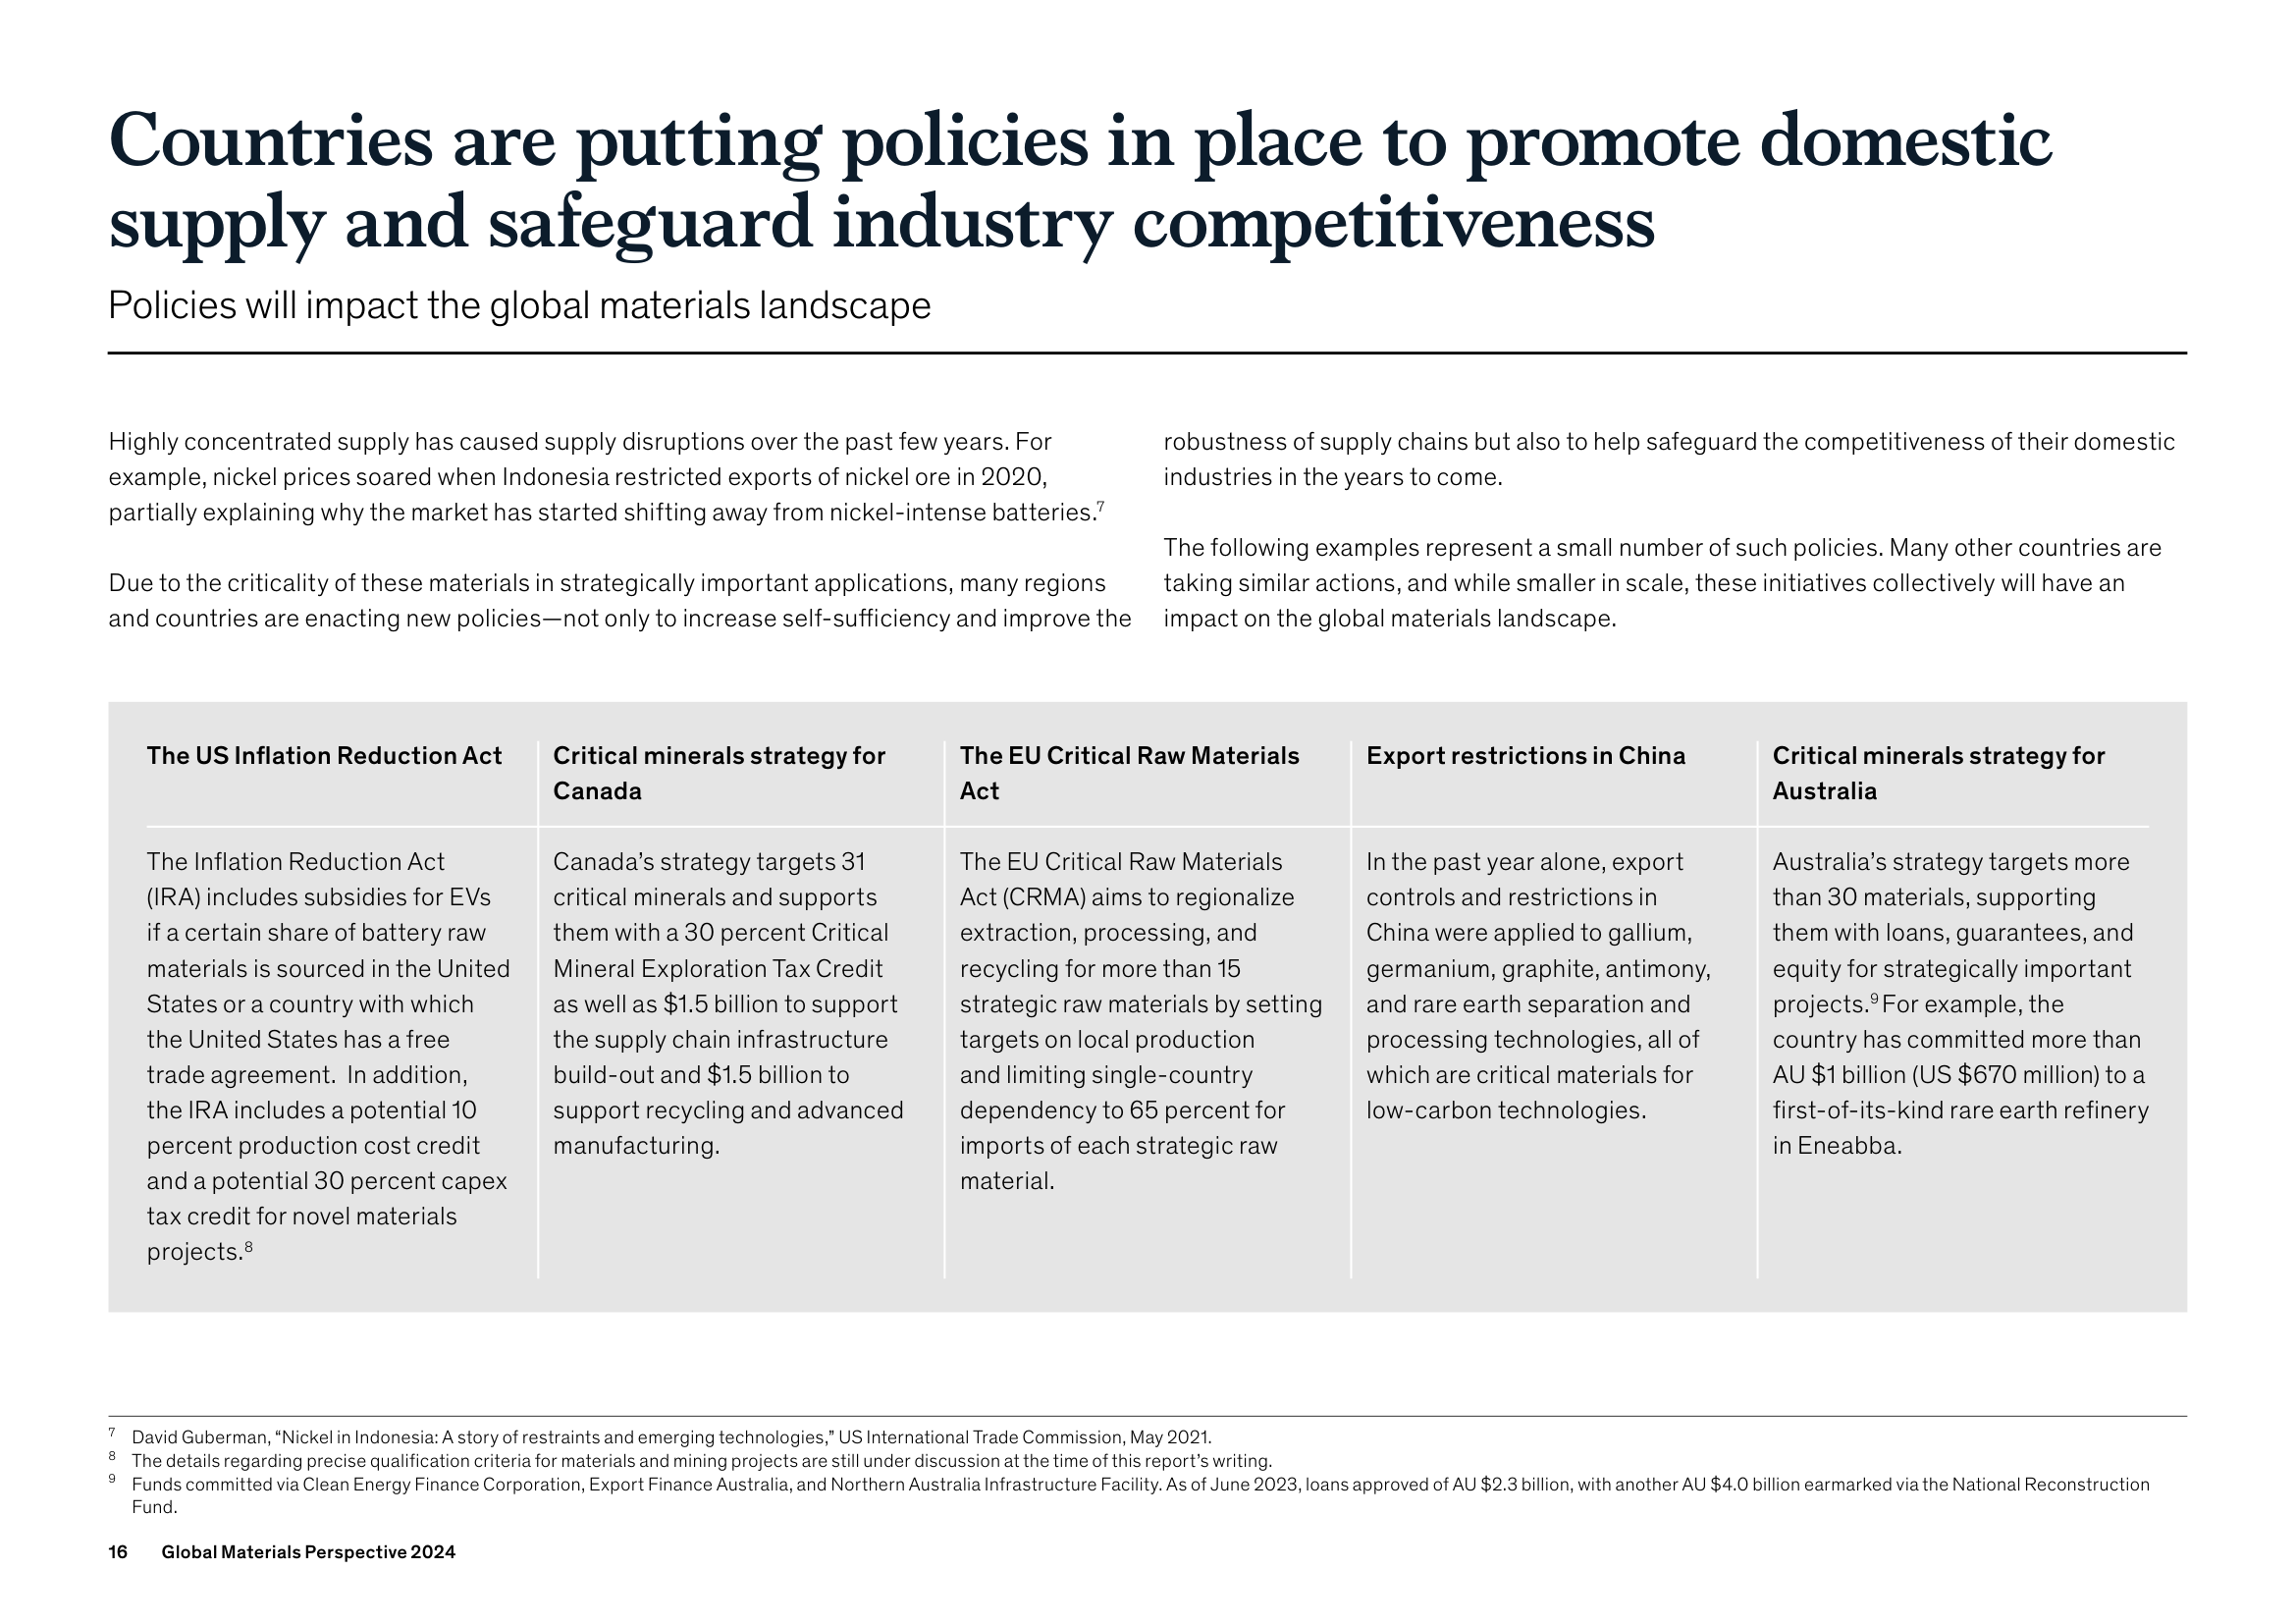 Countries are putting policies in place to promote domestic
supply and safeguard industry competitiveness
Policies will impact the global materials landscape
Highly concentrated supply has caused supply disruptions over the past few years. For
example, nickel prices soared when Indonesia restricted exports of nickel ore in 2020,
partially explaining why the market has started shifting away from nickel-intense batteries.⁷
Due to the criticality of these materials in strategically important applications, many regions
and countries are enacting new policies—not only to increase self-sufficiency and improve the
robustness of supply chains but also to help safeguard the competitiveness of their domestic
industries in the years to come.
The following examples represent a small number of such policies. Many other countries are
taking similar actions, and while smaller in scale, these initiatives collectively will have an
impact on the global materials landscape.
The US Inflation Reduction Act
The Inflation Reduction Act
(IRA) includes subsidies for EVs
if a certain share of battery raw
materials is sourced in the United
States or a country with which
the United States has a free
trade agreement. In addition,
the IRA includes a potential 10
percent production cost credit
and a potential 30 percent capex
tax credit for novel materials
projects.⁸
Critical minerals strategy for
Canada
Canada’s strategy targets 31
critical minerals and supports
them with a 30 percent Critical
Mineral Exploration Tax Credit
as well as $1.5 billion to support
the supply chain infrastructure
build-out and $1.5 billion to
support recycling and advanced
manufacturing.
The EU Critical Raw Materials
Act
The EU Critical Raw Materials
Act (CRMA) aims to regionalize
extraction, processing, and
recycling for more than 15
strategic raw materials by setting
targets on local production
and limiting single-country
dependency to 65 percent for
imports of each strategic raw
material.
Export restrictions in China
In the past year alone, export
controls and restrictions in
China were applied to gallium,
germanium, graphite, antimony,
and rare earth separation and
processing technologies, all of
which are critical materials for
low-carbon technologies.
Critical minerals strategy for
Australia
Australia’s strategy targets more
than 30 materials, supporting
them with loans, guarantees, and
equity for strategically important
projects.⁹ For example, the
country has committed more than
AU $1 billion (US $670 million) to a
first-of-its-kind rare earth refinery
in Eneabba.
⁷ David Guberman, “Nickel in Indonesia: A story of restraints and emerging technologies,” US International Trade Commission, May 2021.
⁸ The details regarding precise qualification criteria for materials and mining projects are still under discussion at the time of this report’s writing.
⁹ Funds committed via Clean Energy Finance Corporation, Export Finance Australia, and Northern Australia Infrastructure Facility. As of June 2023, loans approved of AU $2.3 billion, with another AU $4.0 billion earmarked via the National Reconstruction
Fund.
16 Global Materials Perspective 2024